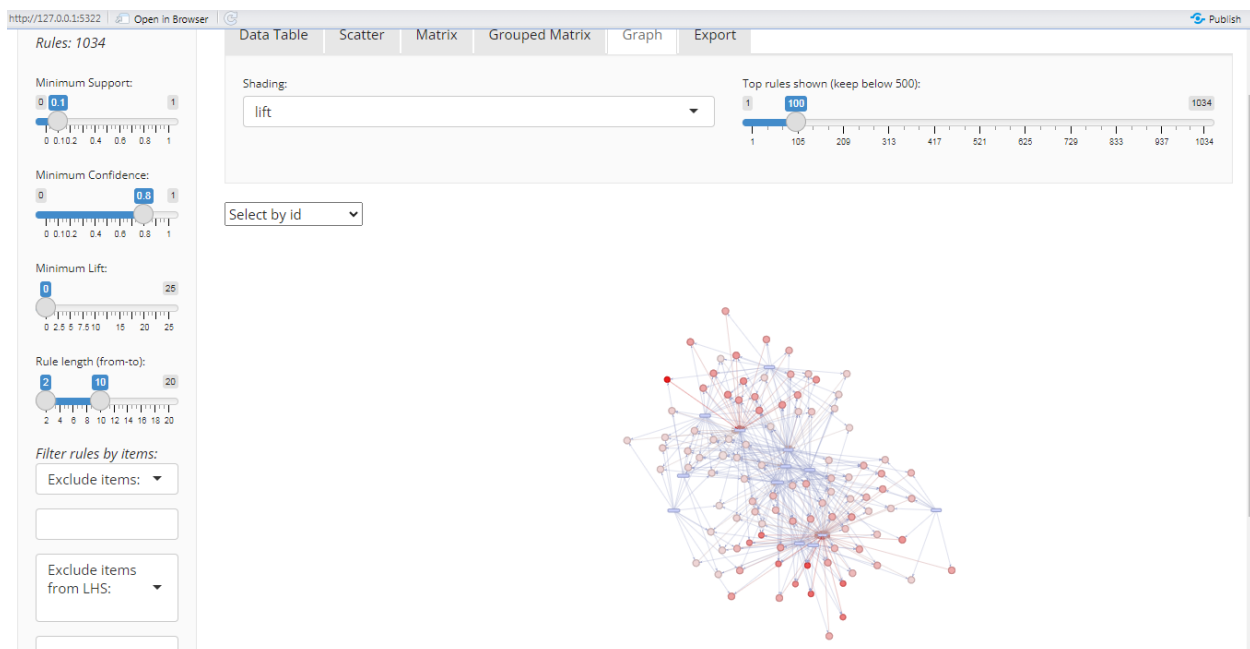 http://127.0.0.1:5322 Open in Browser Publish
Rules: 1034
Data Table Scatter Matrix Grouped Matrix Graph Export
Minimum Support:
0 0.1 1
0 0.10.2 0.4 0.6 0.8 1
Minimum Confidence:
0 0.8 1
0 0.10.2 0.4 0.6 0.8 1
Minimum Lift:
0 25
0 2.5 5 7.5 10 15 20 25
Rule length (from-to):
2 10 20
2 4 6 8 10 12 14 16 18 20
Filter rules by items:
Exclude items:
Exclude items
from LHS:
Shading:
lift
Top rules shown (keep below 500):
1 100 1034
1 105 209 313 417 521 625 729 833 937 1034
Select by id